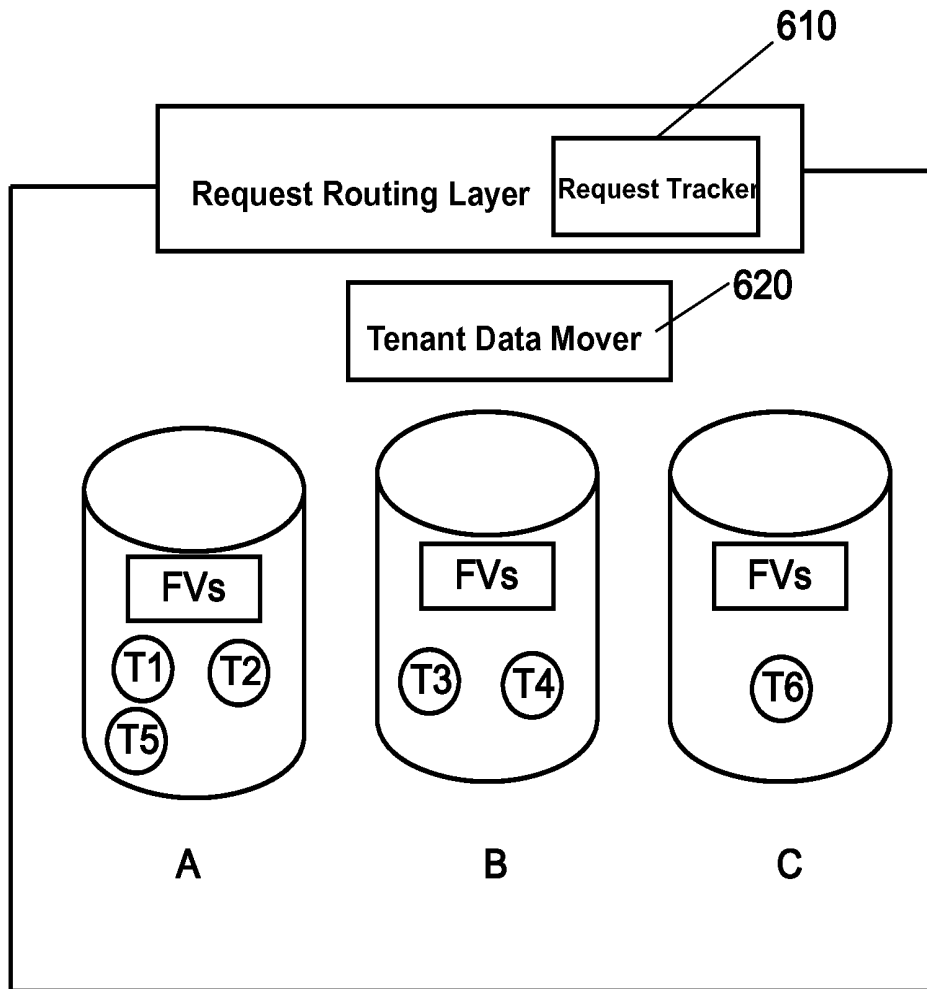 610
Request Routing Layer
Request Tracker
620
Tenant Data Mover
FVs
FVs
FVs
T1
T2
T3
T4
T6
T5
A
B
C